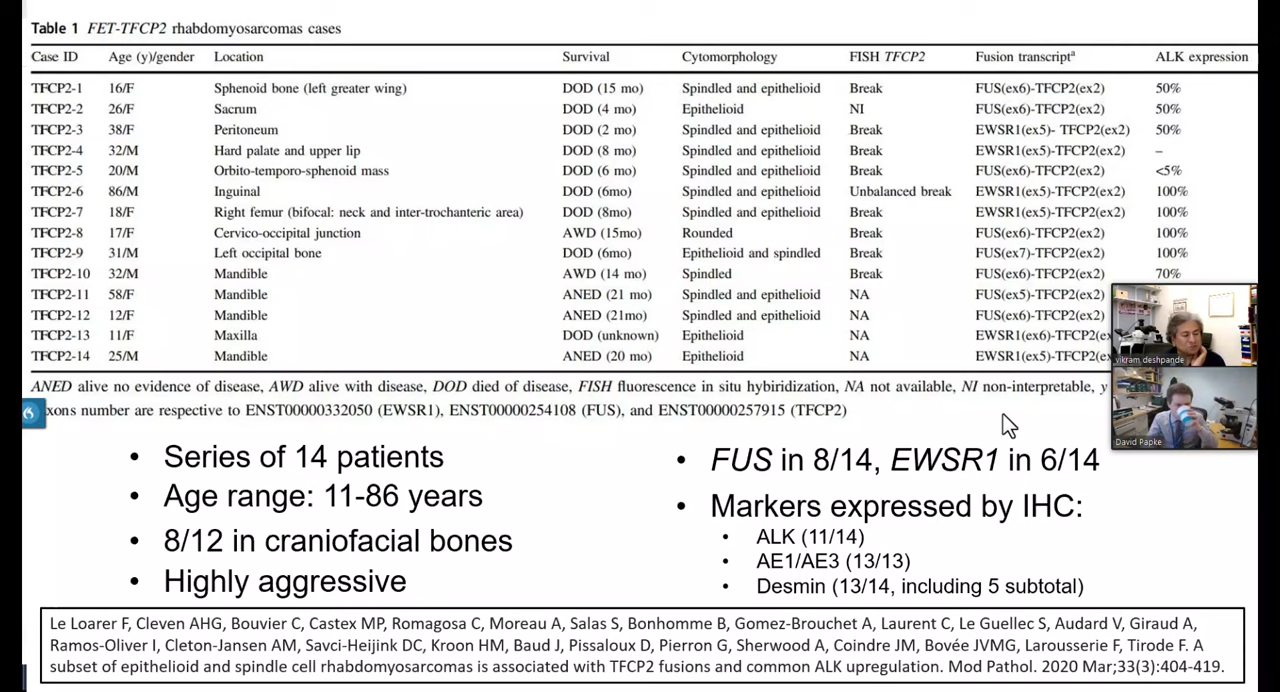 Table 1 FET-TFCP2 rhabdomyosarcomas cases
Case ID Age (y)/gender Location Survival Cytomorphology FISH TFCP2 Fusion transcriptᵃ ALK expression
TFCP2-1 16/F Sphenoid bone (left greater wing) DOD (15 mo) Spindled and epithelioid Break FUS(ex6)-TFCP2(ex2) 50%
TFCP2-2 26/F Sacrum DOD (4 mo) Epithelioid NI FUS(ex6)-TFCP2(ex2) 50%
TFCP2-3 38/F Peritoneum DOD (2 mo) Spindled and epithelioid Break EWSR1(ex5)- TFCP2(ex2) 50%
TFCP2-4 32/M Hard palate and upper lip DOD (8 mo) Spindled and epithelioid Break EWSR1(ex5)-TFCP2(ex2) –
TFCP2-5 20/M Orbito-temporo-sphenoid mass DOD (6 mo) Spindled and epithelioid Break FUS(ex6)-TFCP2(ex2) <5%
TFCP2-6 86/M Inguinal DOD (6mo) Spindled and epithelioid Unbalanced break EWSR1(ex5)-TFCP2(ex2) 100%
TFCP2-7 18/F Right femur (bifocal: neck and inter-trochanteric area) DOD (8mo) Spindled and epithelioid Break EWSR1(ex5)-TFCP2(ex2) 100%
TFCP2-8 17/F Cervico-occipital junction AWD (15mo) Rounded Break FUS(ex6)-TFCP2(ex2) 100%
TFCP2-9 31/M Left occipital bone DOD (6mo) Epithelioid and spindled Break FUS(ex7)-TFCP2(ex2) 100%
TFCP2-10 32/M Mandible AWD (14 mo) Spindled Break FUS(ex6)-TFCP2(ex2) 70%
TFCP2-11 58/F Mandible ANED (21 mo) Spindled and epithelioid NA FUS(ex5)-TFCP2(ex2)
TFCP2-12 12/F Mandible ANED (21mo) Spindled and epithelioid NA FUS(ex6)-TFCP2(ex2)
TFCP2-13 11/F Maxilla DOD (unknown) Epithelioid NA EWSR1(ex6)-TFCP2(ex
TFCP2-14 25/M Mandible ANED (20 mo) Epithelioid NA EWSR1(ex5)-TFCP2(ex
ANED alive no evidence of disease, AWD alive with disease, DOD died of disease, FISH fluorescence in situ hybiridization, NA not available, NI non-interpretable, y
xons number are respective to ENST00000332050 (EWSR1), ENST00000254108 (FUS), and ENST00000257915 (TFCP2)
vikram deshpande
David Papke
• Series of 14 patients
• Age range: 11-86 years
• 8/12 in craniofacial bones
• Highly aggressive
• FUS in 8/14, EWSR1 in 6/14
• Markers expressed by IHC:
• ALK (11/14)
• AE1/AE3 (13/13)
• Desmin (13/14, including 5 subtotal)
Le Loarer F, Cleven AHG, Bouvier C, Castex MP, Romagosa C, Moreau A, Salas S, Bonhomme B, Gomez-Brouchet A, Laurent C, Le Guellec S, Audard V, Giraud A,
Ramos-Oliver I, Cleton-Jansen AM, Savci-Heijink DC, Kroon HM, Baud J, Pissaloux D, Pierron G, Sherwood A, Coindre JM, Bovée JVMG, Larousserie F, Tirode F. A
subset of epithelioid and spindle cell rhabdomyosarcomas is associated with TFCP2 fusions and common ALK upregulation. Mod Pathol. 2020 Mar;33(3):404-419.